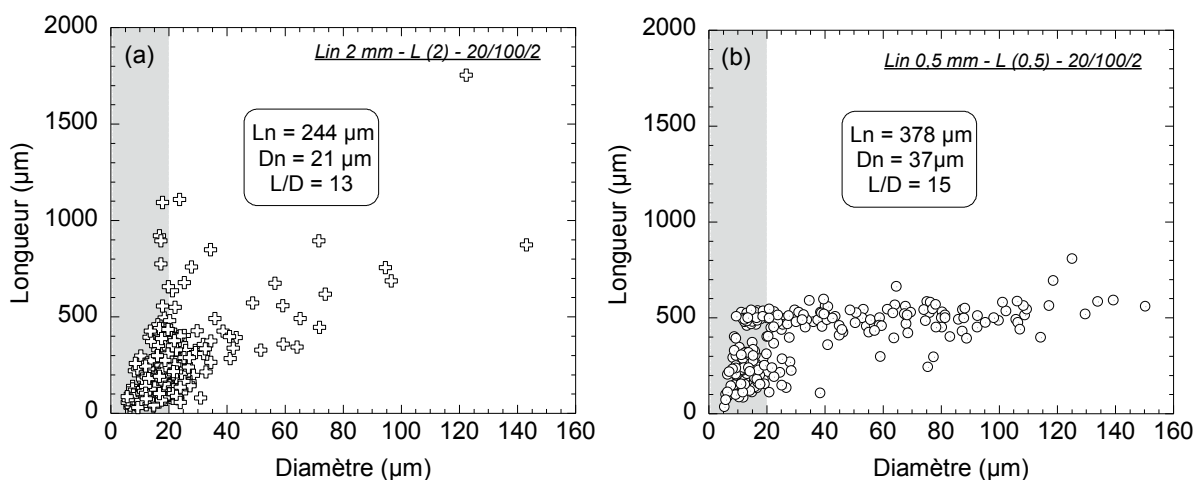 (a)
Lin 2 mm - L (2) - 20/100/2
Ln = 244 µm
Dn = 21 µm
L/D = 13
Longueur (µm)
2000
1500
1000
500
0
0 20 40 60 80 100 120 140 160
Diamètre (µm)
(b)
Lin 0,5 mm - L (0,5) - 20/100/2
Ln = 378 µm
Dn = 37µm
L/D = 15
Longueur (µm)
2000
1500
1000
500
0
0 20 40 60 80 100 120 140 160
Diamètre (µm)